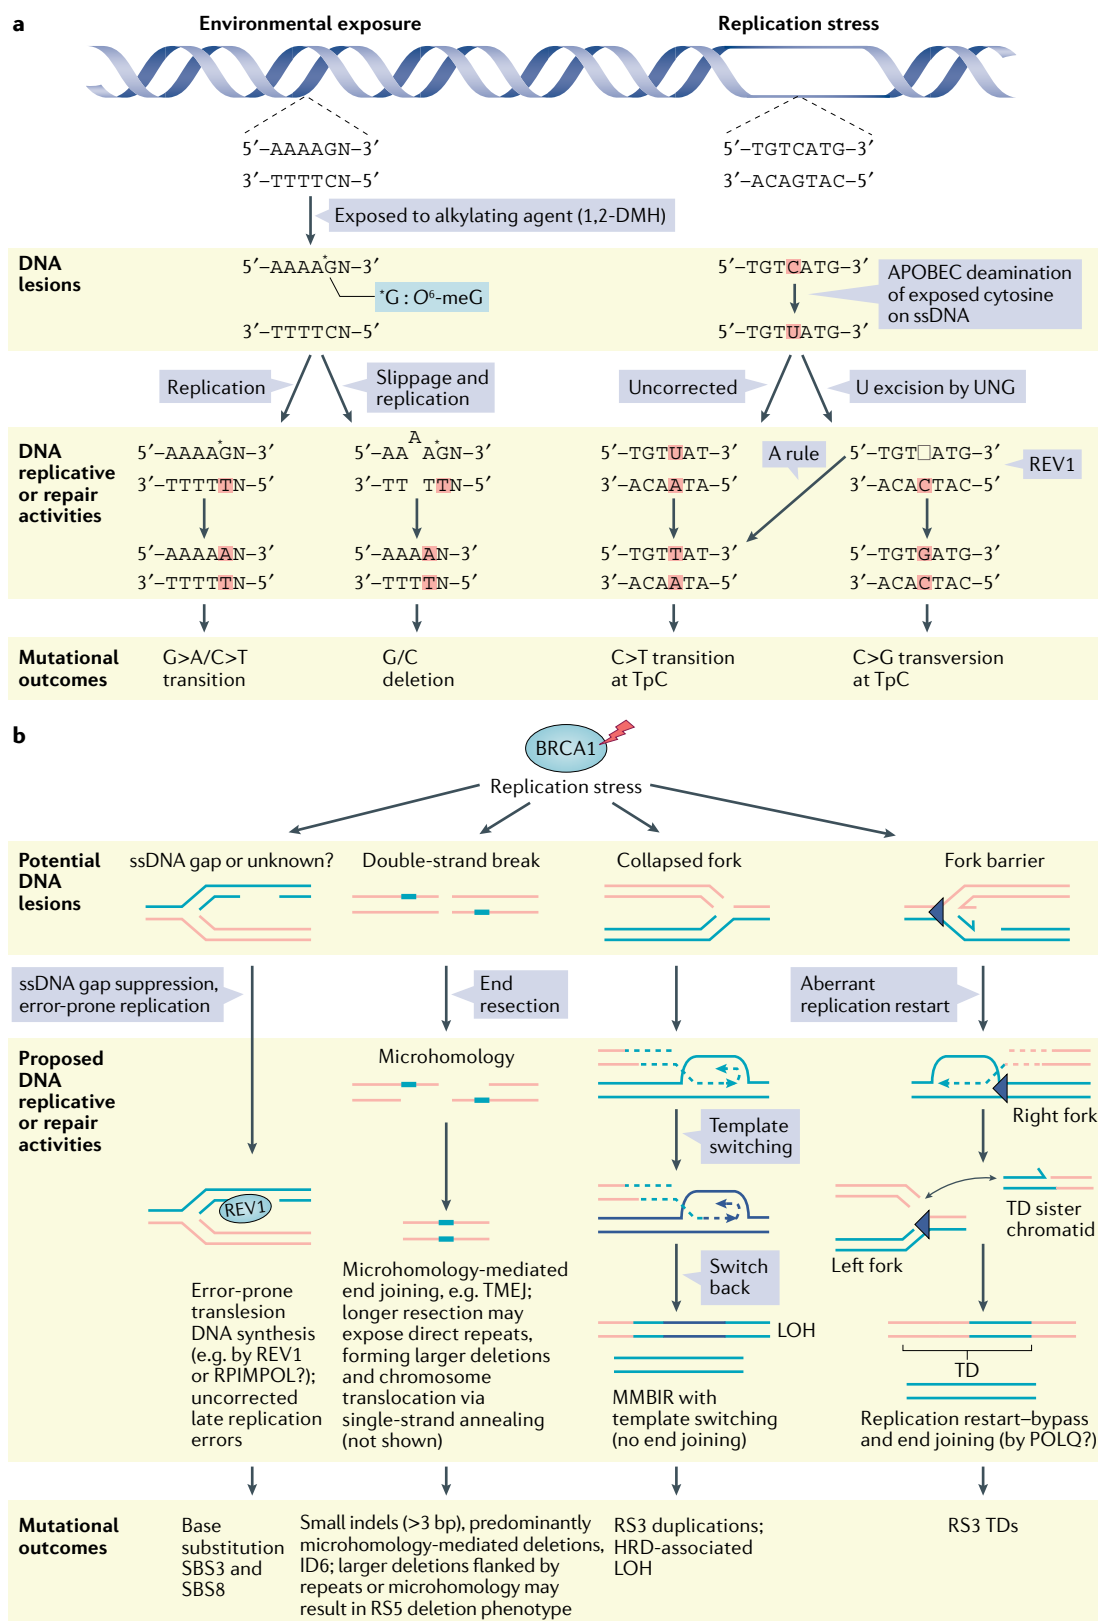 a
Environmental exposure
Replication stress
5′–AAAAGN–3′
3′–TTTTCN–5′
5′–TGTCATG–3′
3′–ACAGTAC–5′
Exposed to alkylating agent (1,2-DMH)
DNA
lesions
5′–AAAA*GN–3′
*G : O⁶-meG
3′–TTTTCN–5′
5′–TGTCATG–3′
5′–TGTUATG–3′
APOBEC deamination
of exposed cytosine
on ssDNA
Replication
Slippage and
replication
Uncorrected
U excision by UNG
DNA
replicative
or repair
activities
5′–AAAA*GN–3′
3′–TTTTTN–5′
5′–AAAAAN–3′
3′–TTTTTN–5′
A
5′–AA A*GN–3′
3′–TT TTN–5′
5′–AAAAN–3′
3′–TTTTN–5′
5′–TGTUAT–3′
3′–ACAATA–5′
5′–TGTTAT–3′
3′–ACAATA–5′
A rule
5′–TGT□ATG–3′
3′–ACACTAC–5′
REV1
5′–TGTGATG–3′
3′–ACACTAC–5′
Mutational
outcomes
G>A/C>T
transition
G/C
deletion
C>T transition
at TpC
C>G transversion
at TpC
b
BRCA1
Replication stress
Potential
DNA
lesions
ssDNA gap or unknown?
Double-strand break
Collapsed fork
Fork barrier
ssDNA gap suppression,
error-prone replication
End
resection
Aberrant
replication restart
Proposed
DNA
replicative
or repair
activities
Microhomology
Right fork
Template
switching
REV1
TD sister
chromatid
Left fork
Switch
back
LOH
TD
Error-prone
translesion
DNA synthesis
(e.g. by REV1
or RPIMPOL?);
uncorrected
late replication
errors
Microhomology-mediated
end joining, e.g. TMEJ;
longer resection may
expose direct repeats,
forming larger deletions
and chromosome
translocation via
single-strand annealing
(not shown)
MMBIR with
template switching
(no end joining)
Replication restart–bypass
and end joining (by POLQ?)
Mutational
outcomes
Base
substitution
SBS3 and
SBS8
Small indels (>3 bp), predominantly
microhomology-mediated deletions,
ID6; larger deletions flanked by
repeats or microhomology may
result in RS5 deletion phenotype
RS3 duplications;
HRD-associated
LOH
RS3 TDs